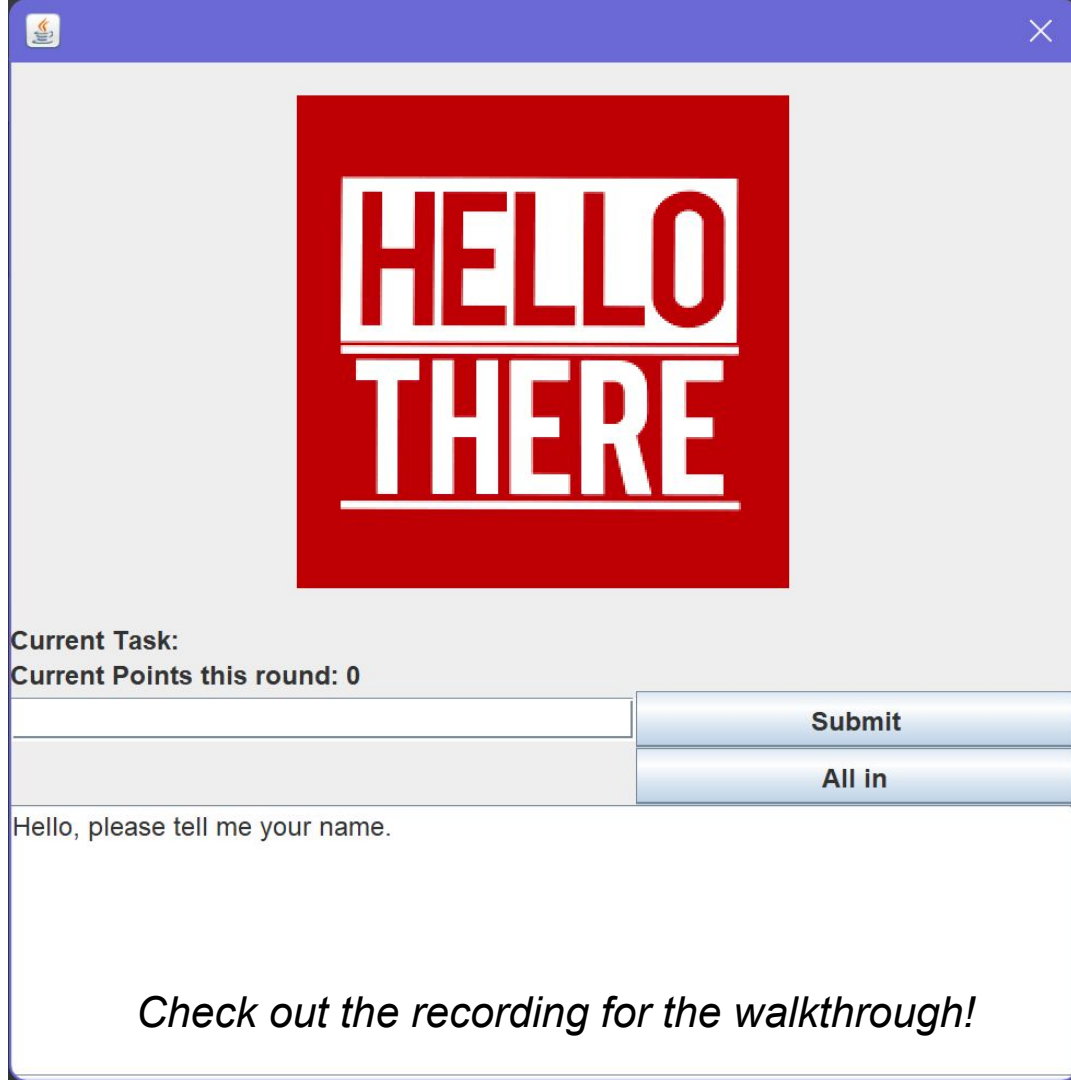 HELLO
THERE
Current Task:
Current Points this round: 0
Submit
All in
Hello, please tell me your name.
Check out the recording for the walkthrough!